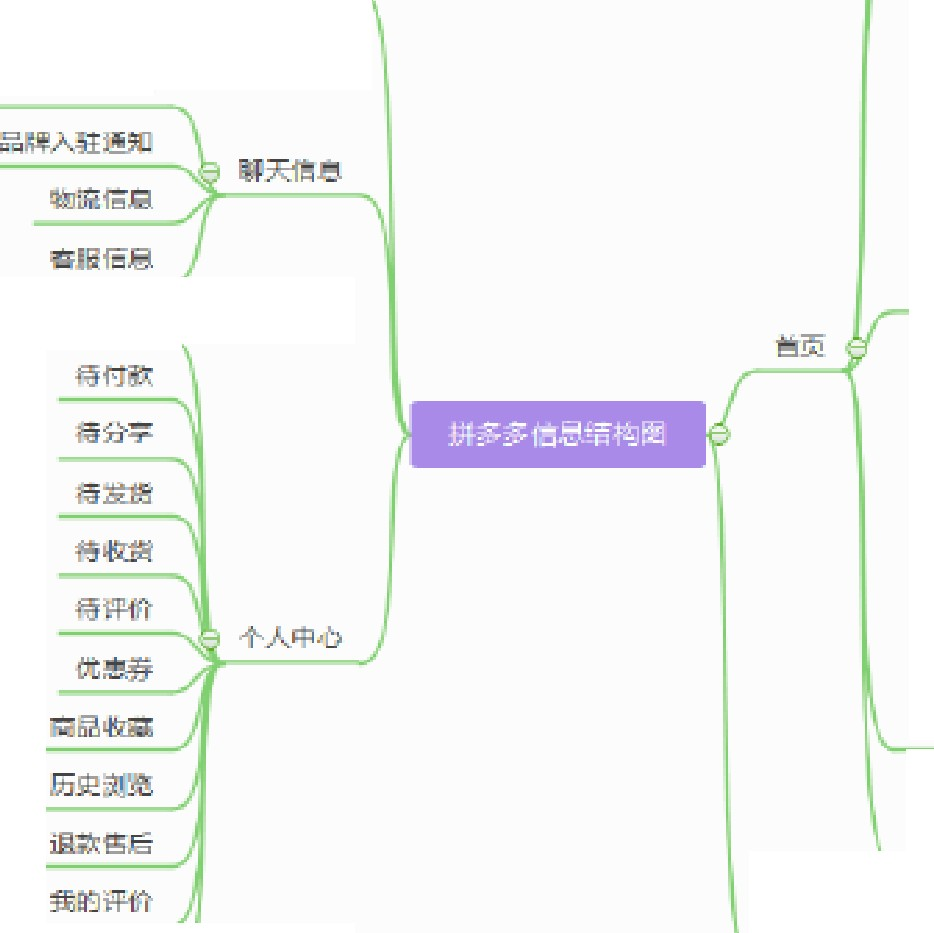 品牌入驻通知
聊天信息
物流信息
客服信息
首页
待付款
拼多多信息结构图
待分享
待发货
待收货
待评价
个人中心
优惠券
商品收藏
历史浏览
退款售后
我的评价